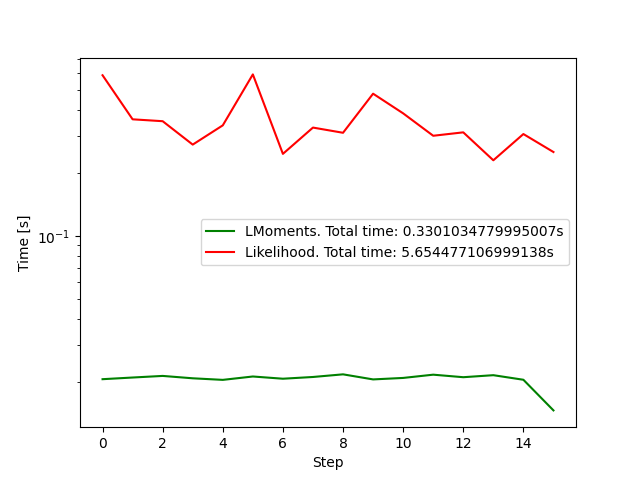 Time [s]
10⁻¹
LMoments. Total time: 0.3301034779995007s
Likelihood. Total time: 5.654477106999138s
0 2 4 6 8 10 12 14
Step